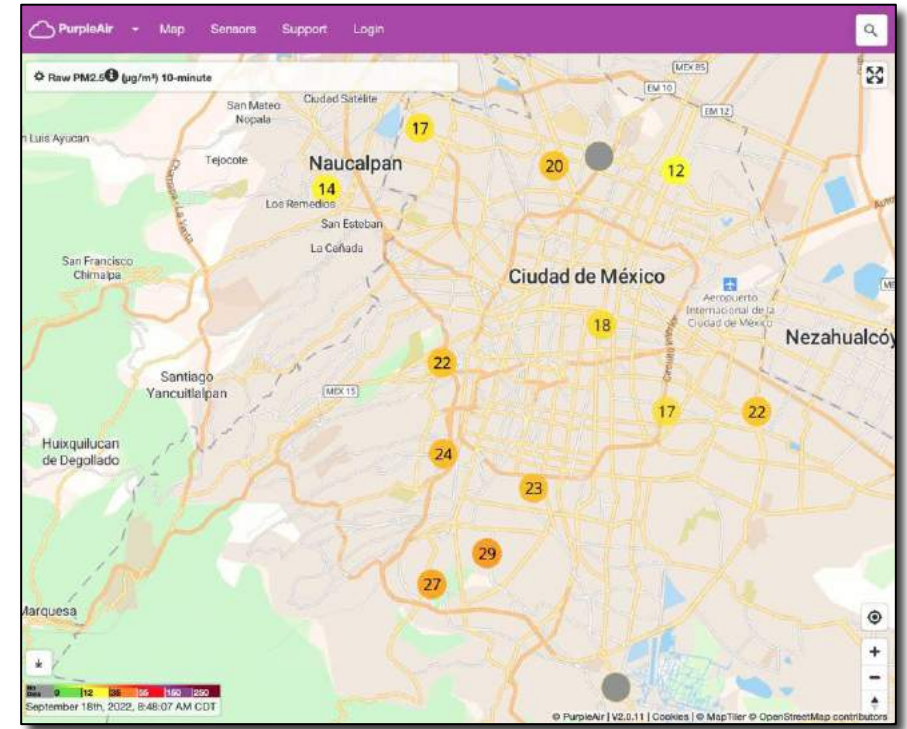 PurpleAir Map Sensors Support Login
Raw PM2.5 (µg/m³) 10-minute
MEX 85
EM 10
EM 12
San Mateo
Nopala
Ciudad Satélite
n Luis Ayucan
17
Tejocote
Naucalpan
20
12
14
Los Remedios
San Esteban
La Cañada
San Francisco
Chimalpa
Ciudad de México
Aeropuerto
Internacional de la
Ciudad de México
18
Nezahualcóy
22
Santiago
Yancuitlalpan
MEX 15
17
22
Huixquilucan
de Degollado
24
23
29
27
Marquesa
No
Data 0 12 35 55 150 250
September 18th, 2022, 8:48:07 AM CDT
© PurpleAir | V2.0.11 | Cookies | © MapTiler © OpenStreetMap contributors